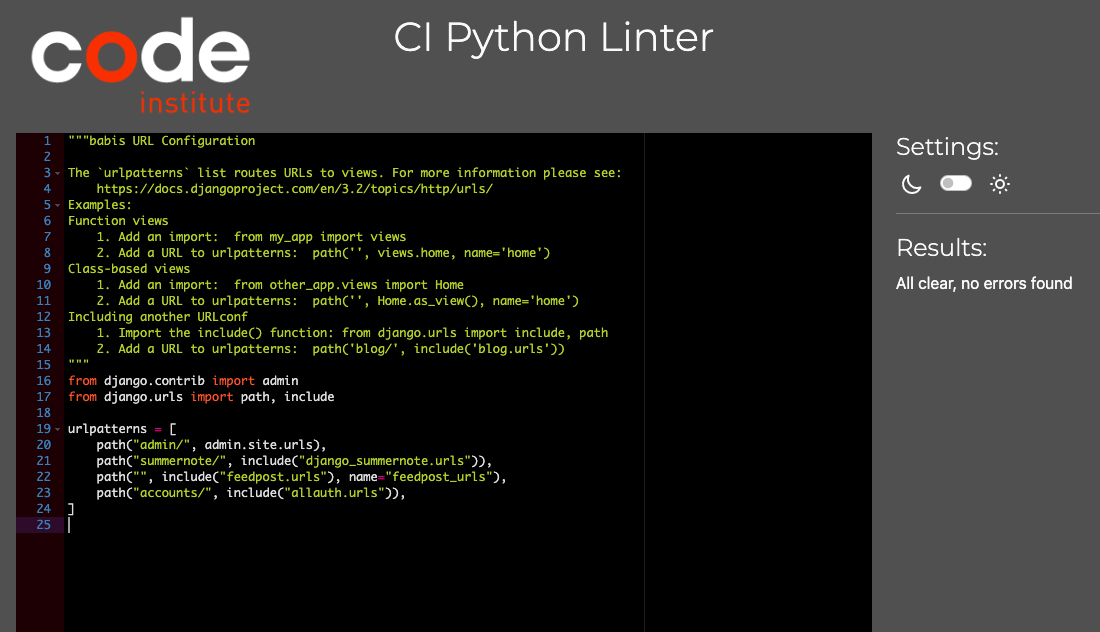 code
institute
CI Python Linter
1 """babis URL Configuration
2
3 The `urlpatterns` list routes URLs to views. For more information please see:
4     https://docs.djangoproject.com/en/3.2/topics/http/urls/
5 Examples:
6 Function views
7     1. Add an import:  from my_app import views
8     2. Add a URL to urlpatterns:  path('', views.home, name='home')
9 Class-based views
10     1. Add an import:  from other_app.views import Home
11     2. Add a URL to urlpatterns:  path('', Home.as_view(), name='home')
12 Including another URLconf
13     1. Import the include() function: from django.urls import include, path
14     2. Add a URL to urlpatterns:  path('blog/', include('blog.urls'))
15 """
16 from django.contrib import admin
17 from django.urls import path, include
18
19 urlpatterns = [
20     path("admin/", admin.site.urls),
21     path("summernote/", include("django_summernote.urls")),
22     path("", include("feedpost.urls"), name="feedpost_urls"),
23     path("accounts/", include("allauth.urls")),
24 ]
25
Settings:
Results:
All clear, no errors found